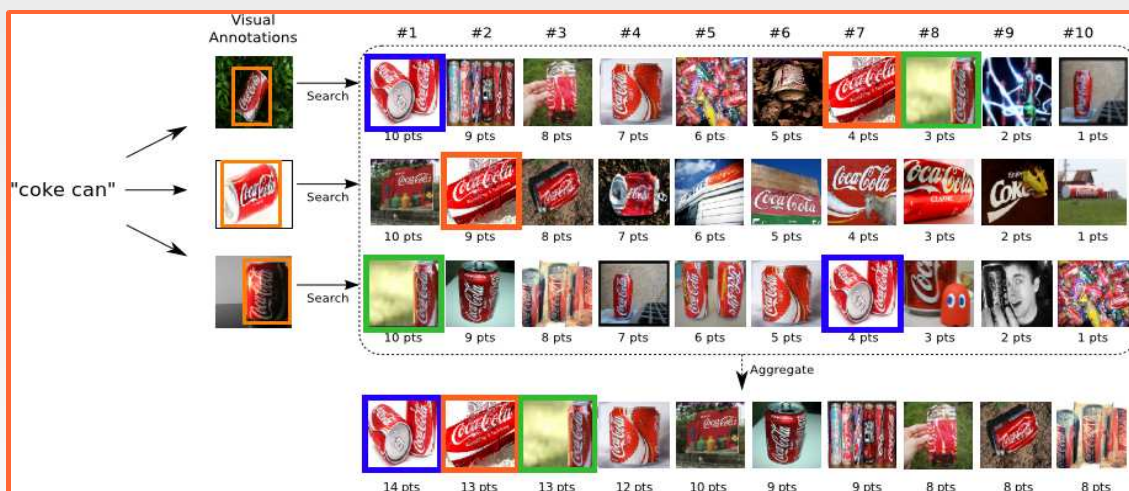 Visual
Annotations
#1 #2 #3 #4 #5 #6 #7 #8 #9 #10
Search
10 pts 9 pts 8 pts 7 pts 6 pts 5 pts 4 pts 3 pts 2 pts 1 pts
"coke can"
Search
10 pts 9 pts 8 pts 7 pts 6 pts 5 pts 4 pts 3 pts 2 pts 1 pts
Search
10 pts 9 pts 8 pts 7 pts 6 pts 5 pts 4 pts 3 pts 2 pts 1 pts
Aggregate
14 pts 13 pts 13 pts 12 pts 10 pts 9 pts 9 pts 8 pts 8 pts 8 pts